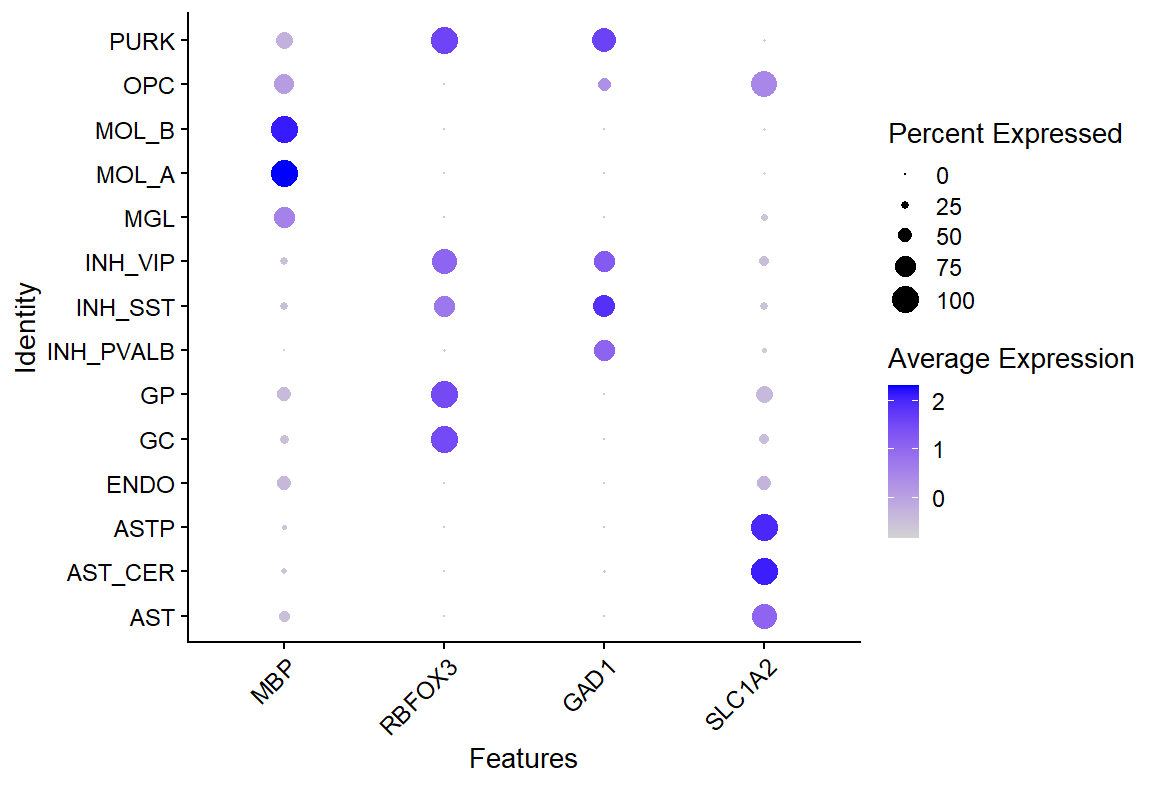 PURK
OPC
MOL_B
MOL_A
MGL
INH_VIP
INH_SST
INH_PVALB
GP
GC
ENDO
ASTP
AST_CER
AST
Identity
MBP
RBFOX3
GAD1
SLC1A2
Features
Percent Expressed
0
25
50
75
100
Average Expression
2
1
0